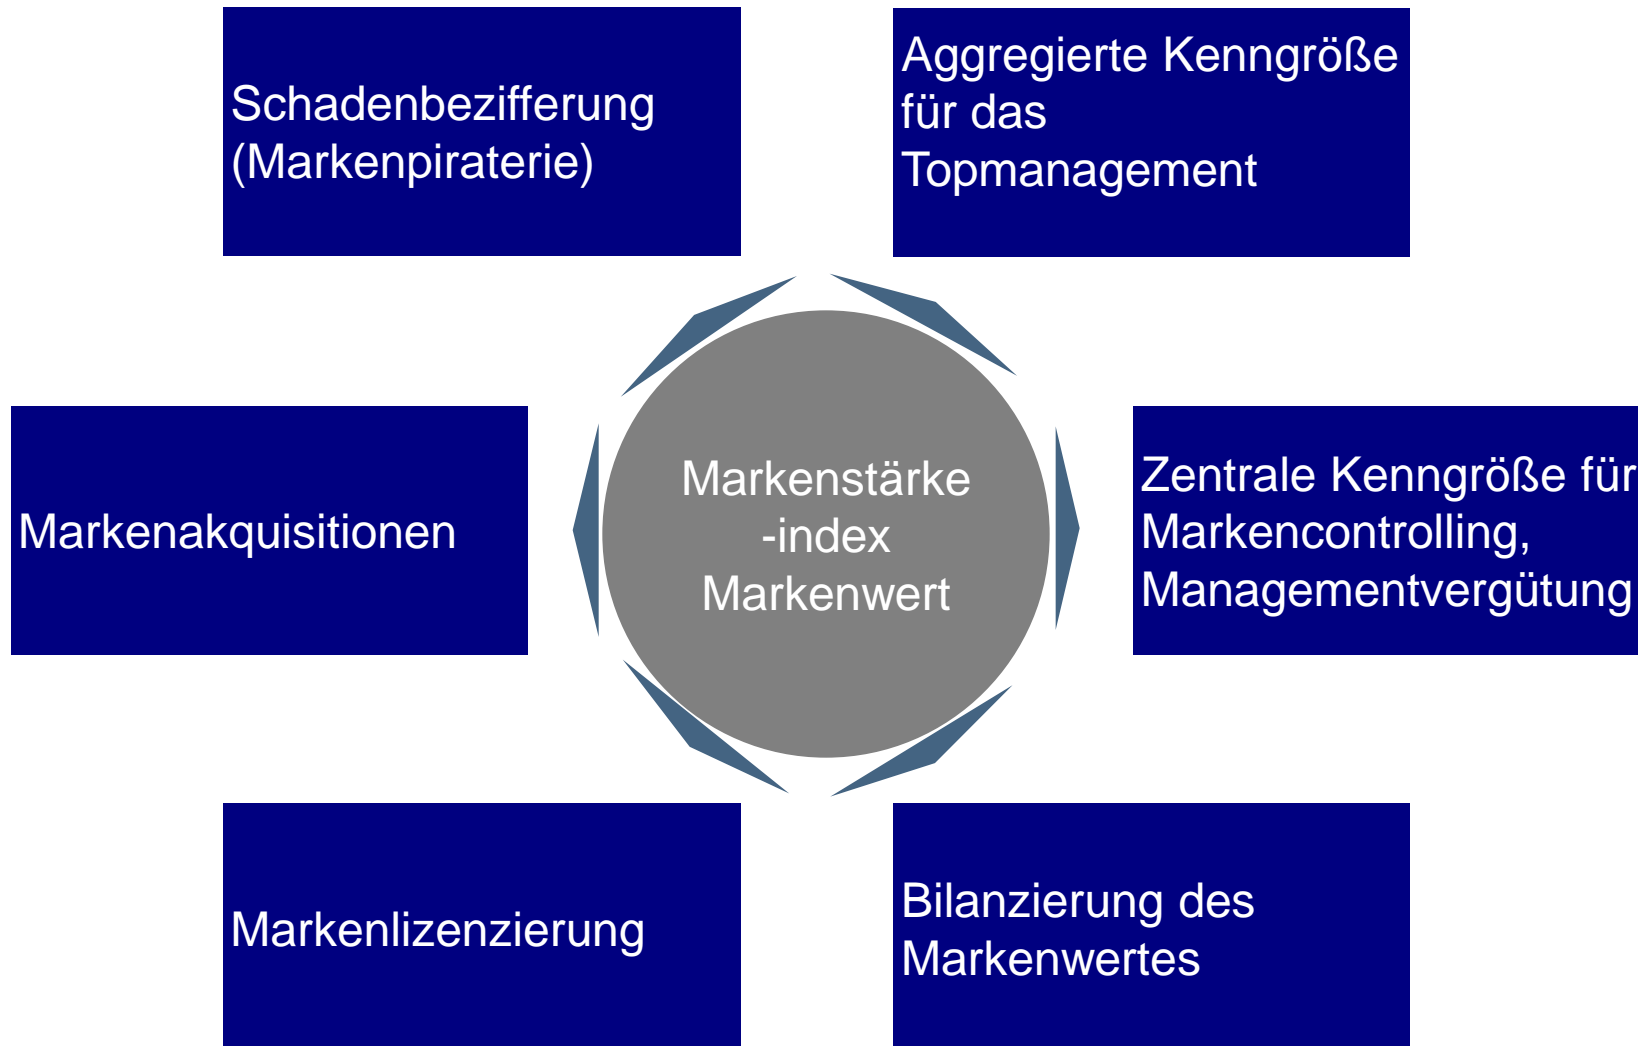 Schadenbezifferung
(Markenpiraterie)
Aggregierte Kenngröße
für das
Topmanagement
Markenakquisitionen
Markenstärke
-index
Markenwert
Zentrale Kenngröße für
Markencontrolling,
Managementvergütung
Markenlizenzierung
Bilanzierung des
Markenwertes